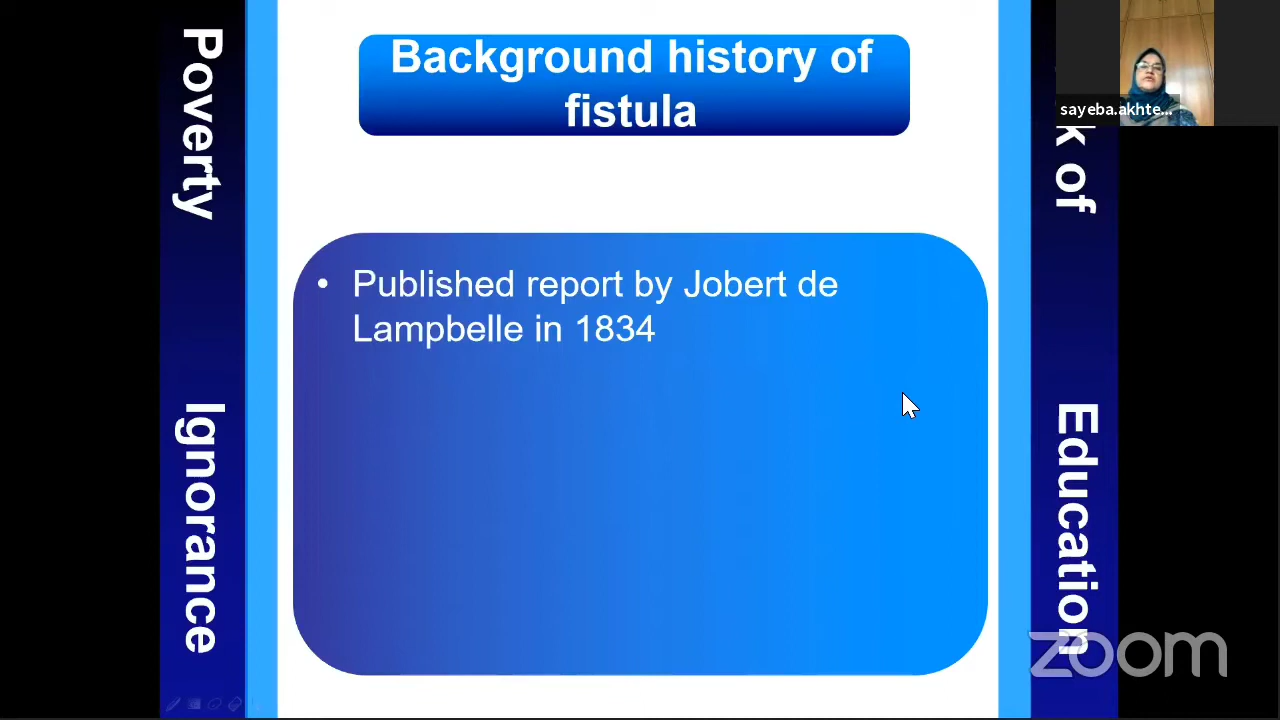 Background history of
fistula
Poverty
Ignorance
k of
Education
sayeba.akhte...
• Published report by Jobert de
Lampbelle in 1834
zoom